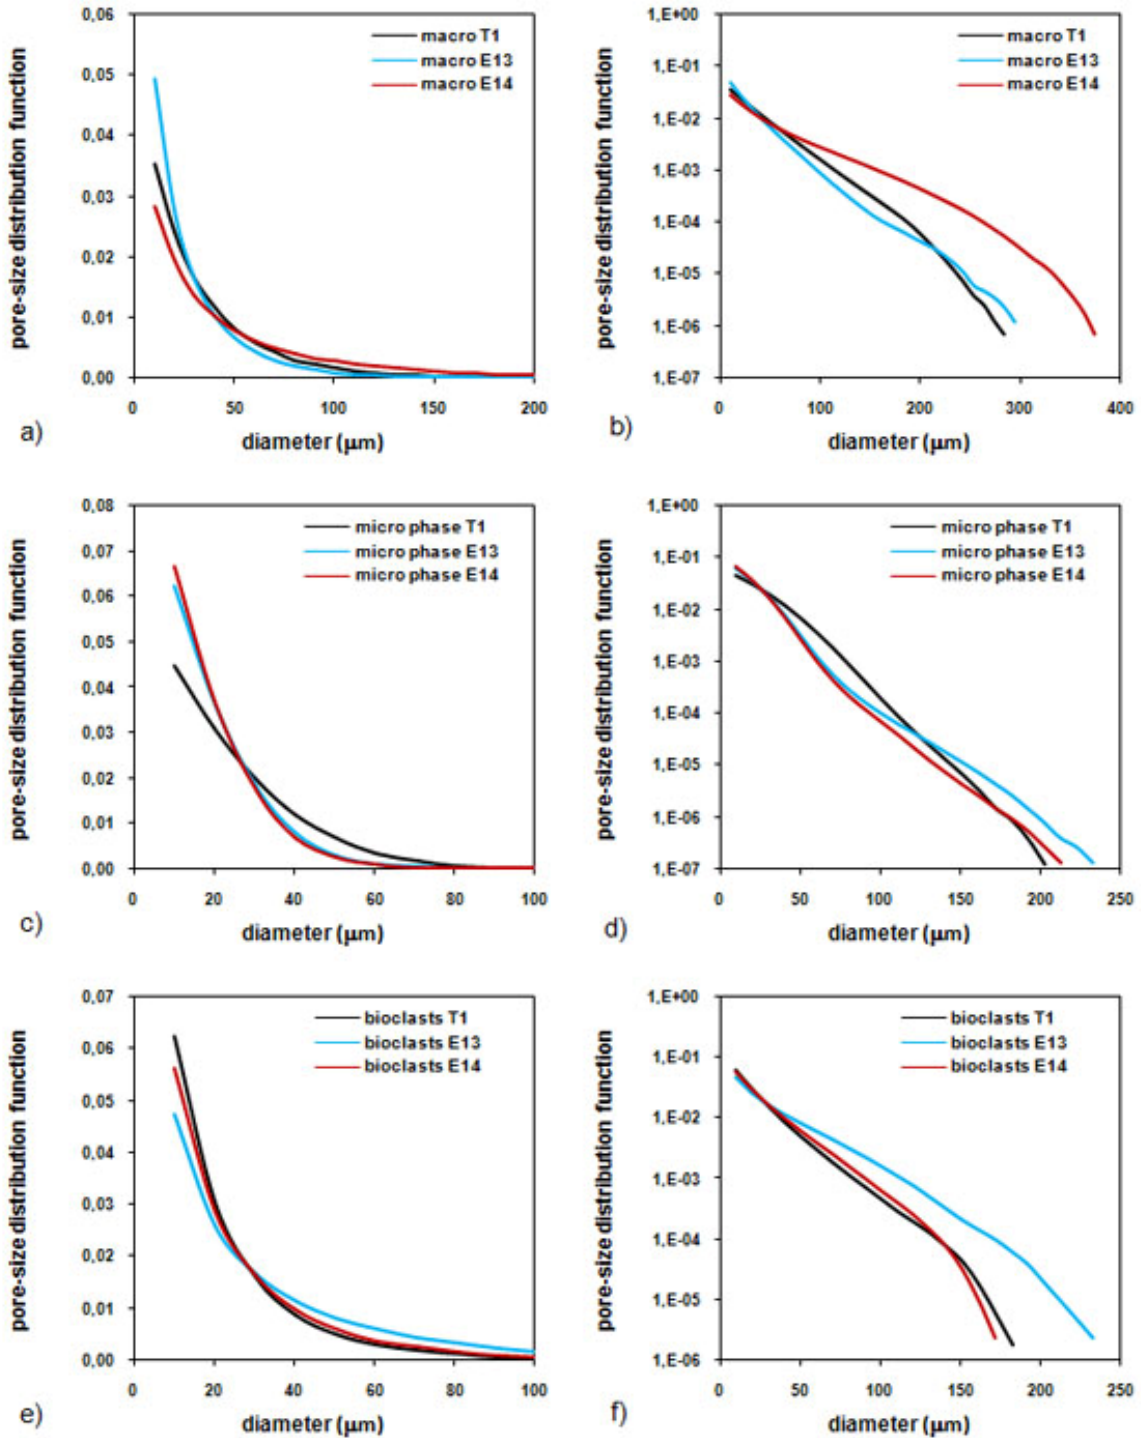 pore-size distribution function
0,06
0,05
0,04
0,03
0,02
0,01
0,00
macro T1
macro E13
macro E14
0 50 100 150 200
diameter (μm)
a)
pore-size distribution function
1,E+00
1,E-01
1,E-02
1,E-03
1,E-04
1,E-05
1,E-06
1,E-07
macro T1
macro E13
macro E14
0 100 200 300 400
diameter (μm)
b)
pore-size distribution function
0,08
0,07
0,06
0,05
0,04
0,03
0,02
0,01
0,00
micro phase T1
micro phase E13
micro phase E14
0 20 40 60 80 100
diameter (μm)
c)
pore-size distribution function
1,E+00
1,E-01
1,E-02
1,E-03
1,E-04
1,E-05
1,E-06
1,E-07
micro phase T1
micro phase E13
micro phase E14
0 50 100 150 200 250
diameter (μm)
d)
pore-size distribution function
0,07
0,06
0,05
0,04
0,03
0,02
0,01
0,00
bioclasts T1
bioclasts E13
bioclasts E14
0 20 40 60 80 100
diameter (μm)
e)
pore-size distribution function
1,E+00
1,E-01
1,E-02
1,E-03
1,E-04
1,E-05
1,E-06
bioclasts T1
bioclasts E13
bioclasts E14
0 50 100 150 200 250
diameter (μm)
f)